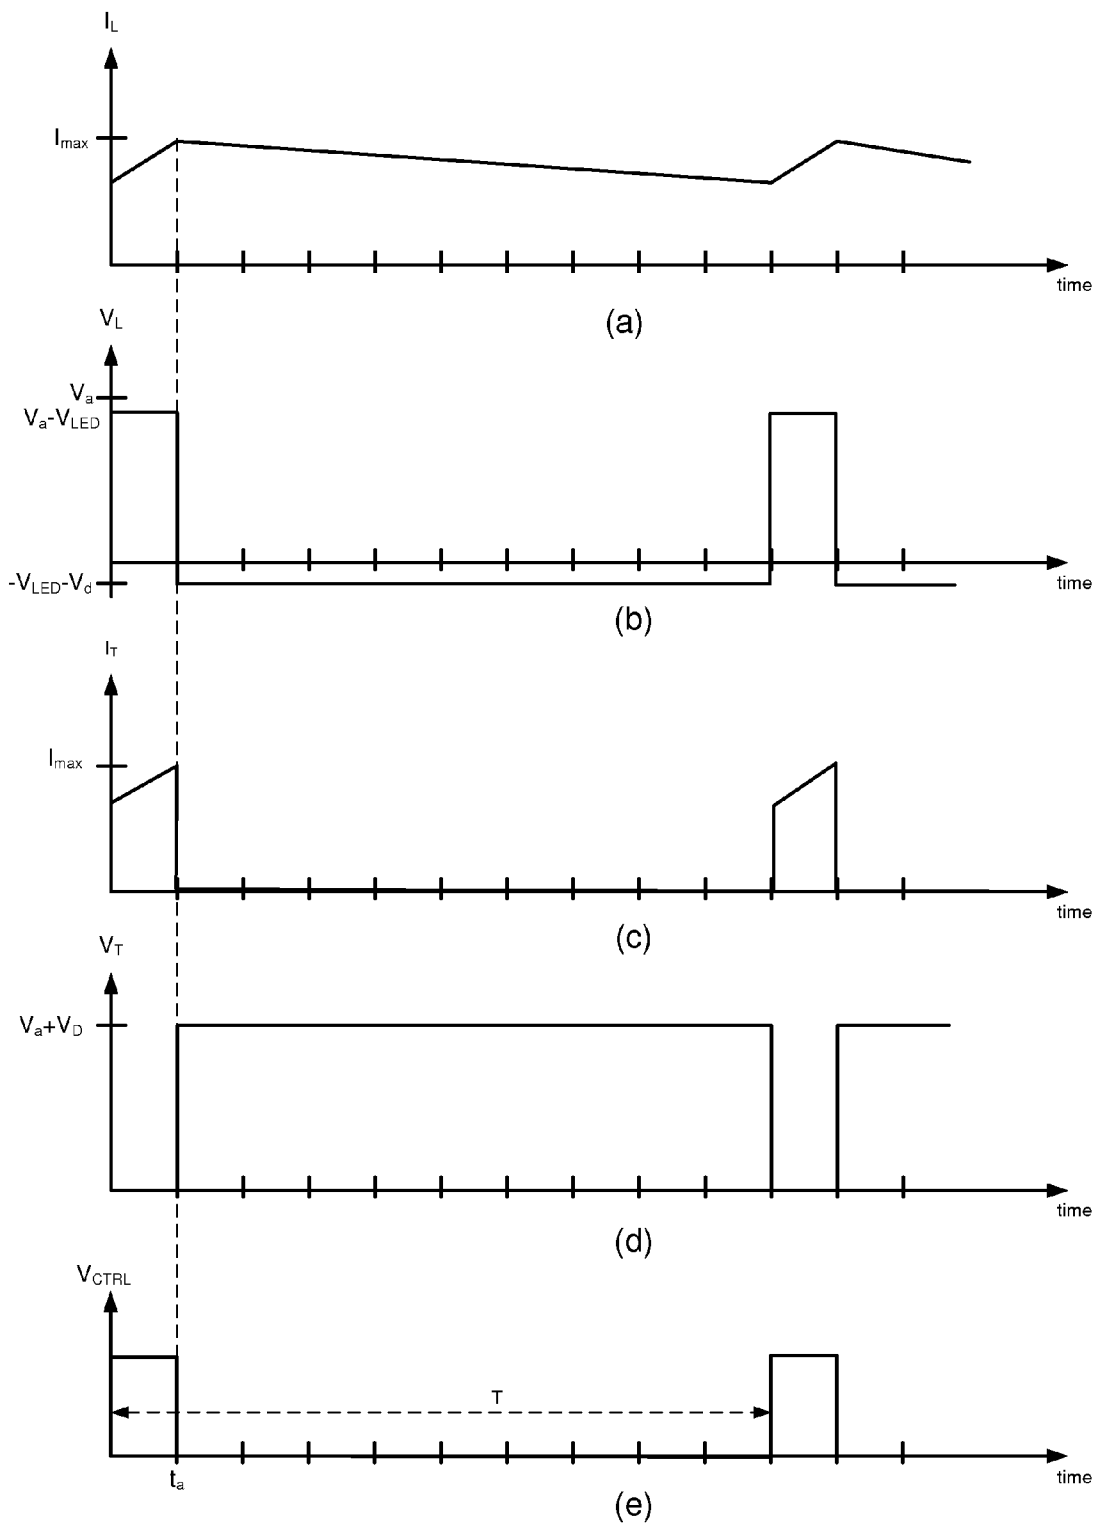 I_L
I_max
time
(a)
V_L
V_a
V_a-V_LED
-V_LED-V_d
time
(b)
I_T
I_max
time
(c)
V_T
V_a+V_D
time
(d)
V_CTRL
T
t_a
time
(e)